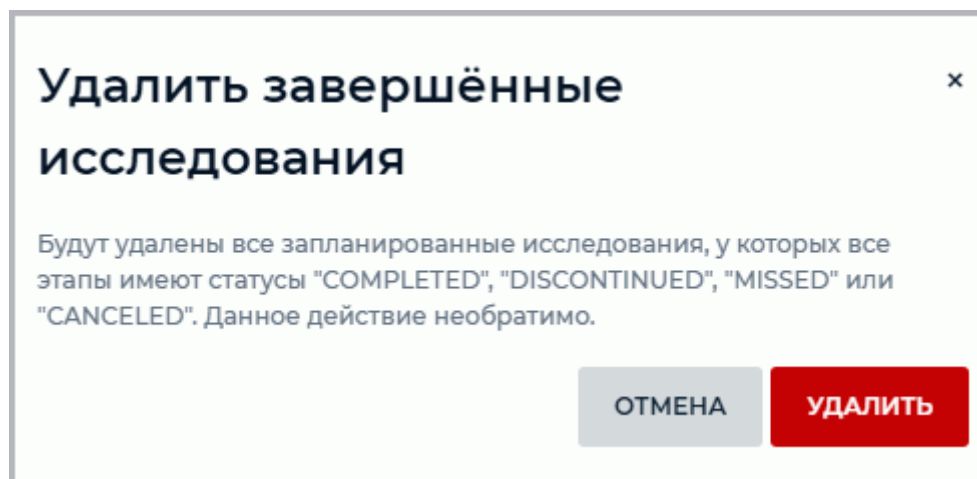 Удалить завершённые ×
исследования
Будут удалены все запланированные исследования, у которых все
этапы имеют статусы "COMPLETED", "DISCONTINUED", "MISSED" или
"CANCELED". Данное действие необратимо.
ОТМЕНА УДАЛИТЬ